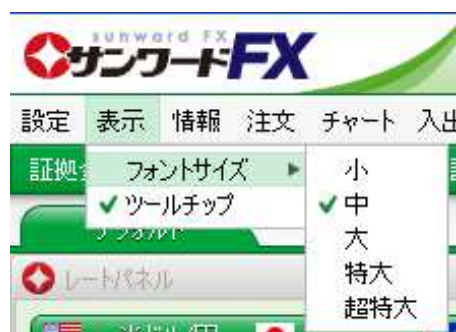 sunward FX
サンワードFX
設定 表示 情報 注文 チャート 入出
証拠
フォントサイズ
ツールチップ
小
中
大
特大
超特大
レートパネル